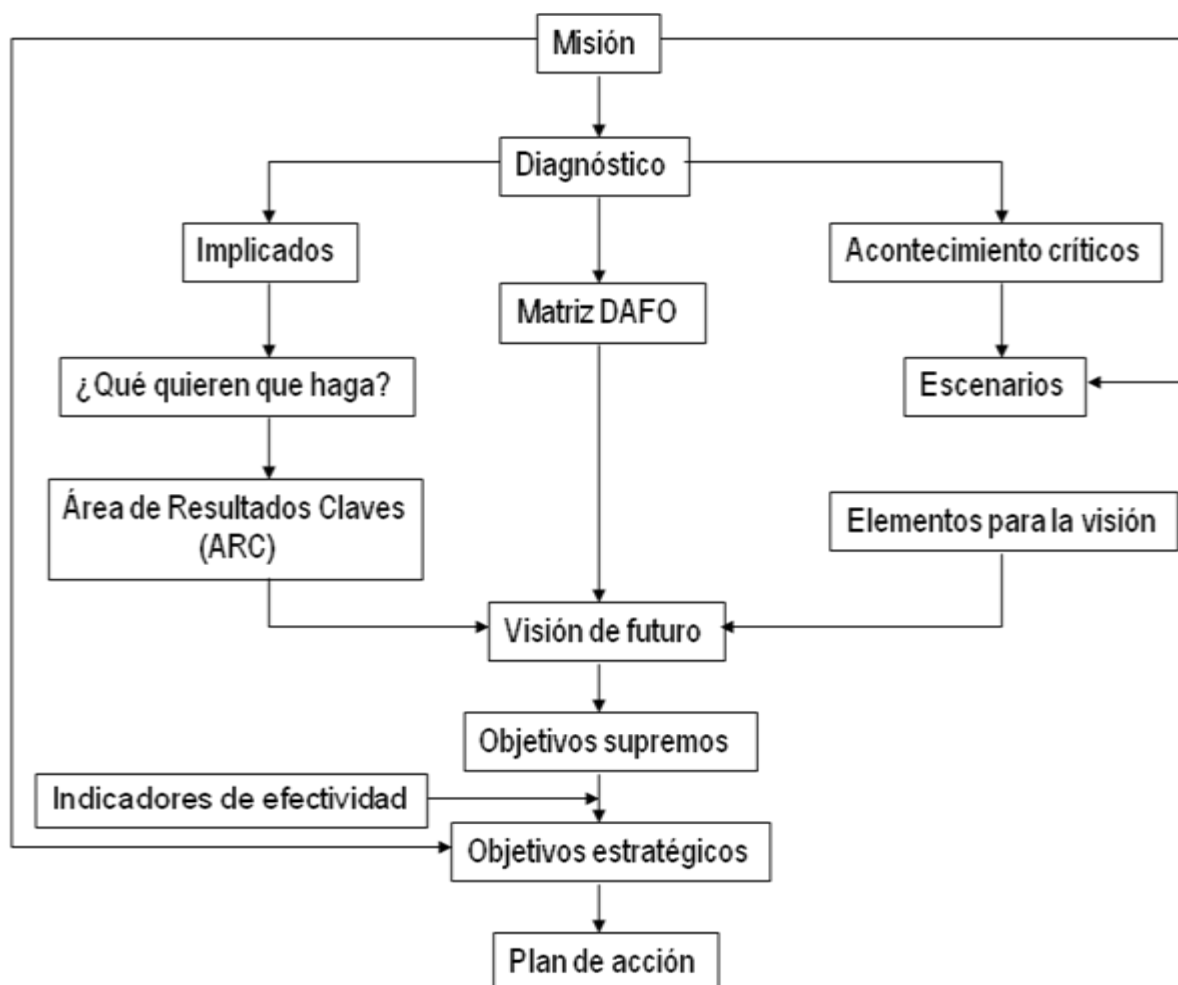 Misión
Diagnóstico
Implicados
Acontecimiento críticos
Matriz DAFO
¿Qué quieren que haga?
Escenarios
Área de Resultados Claves
(ARC)
Elementos para la visión
Visión de futuro
Objetivos supremos
Indicadores de efectividad
Objetivos estratégicos
Plan de acción